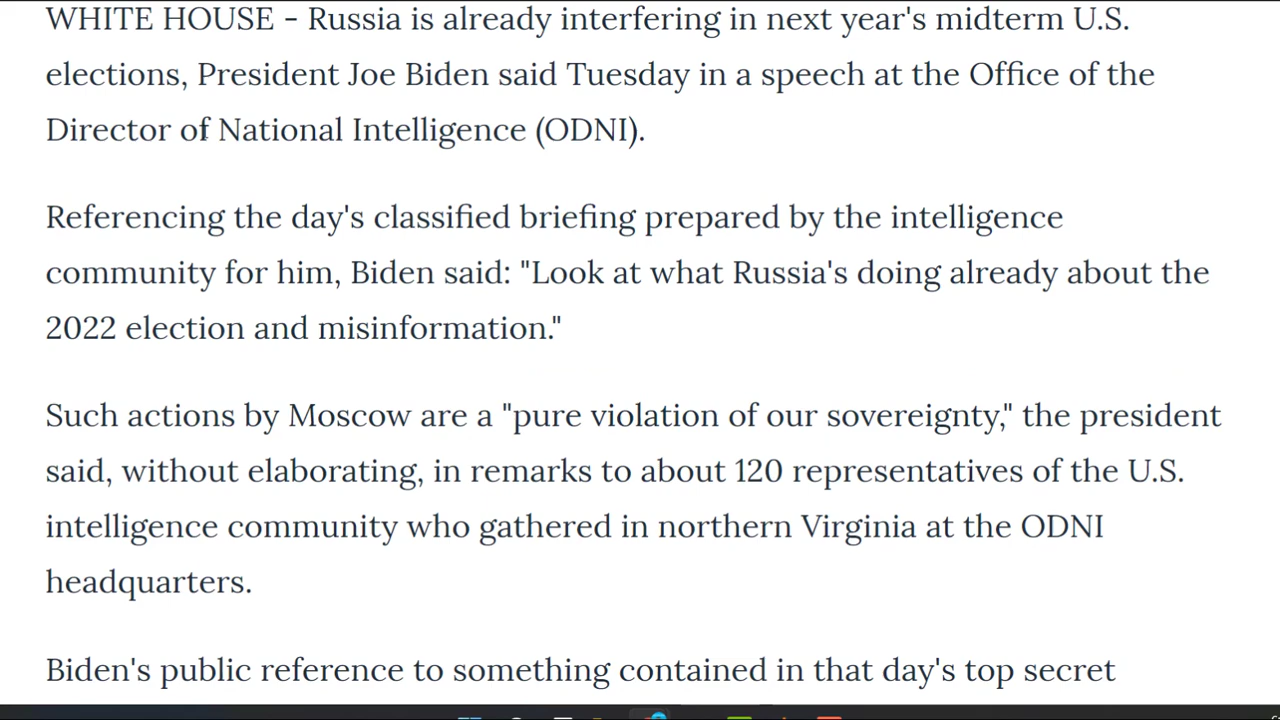 WHITE HOUSE - Russia is already interfering in next year's midterm U.S.
elections, President Joe Biden said Tuesday in a speech at the Office of the
Director of National Intelligence (ODNI).
Referencing the day's classified briefing prepared by the intelligence
community for him, Biden said: "Look at what Russia's doing already about the
2022 election and misinformation."
Such actions by Moscow are a "pure violation of our sovereignty," the president
said, without elaborating, in remarks to about 120 representatives of the U.S.
intelligence community who gathered in northern Virginia at the ODNI
headquarters.
Biden's public reference to something contained in that day's top secret